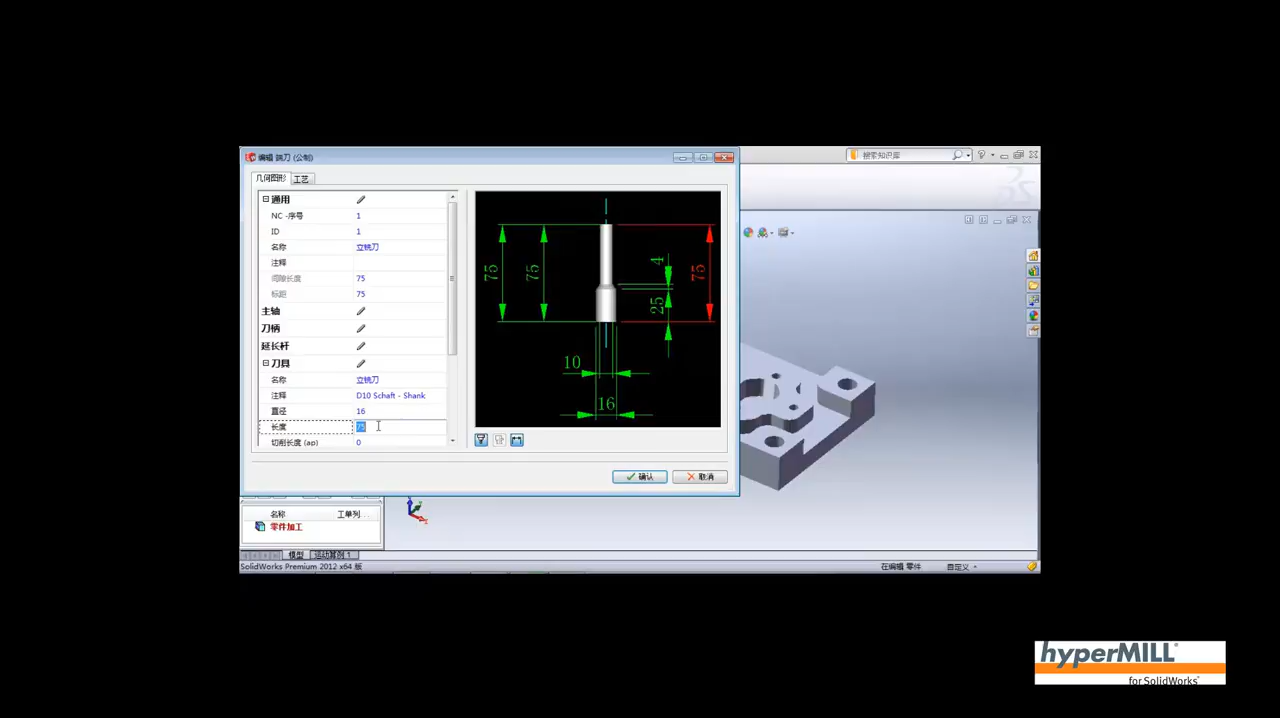 编辑 铣刀 (公制)
搜索知识库
几何图形 工艺
通用
NC -序号 1
ID 1
名称 立铣刀
注释
间隙长度 75
标距 75
主轴
刀柄
延长杆
刀具
名称 立铣刀
注释 D10 Schaft - Shank
直径 16
长度 75
切削长度 (ap) 0
75 75 4 75
25
10
16
确认 取消
名称 工单列...
零件加工
模型 运动算例 1
SolidWorks Premium 2012 x64 版 在编辑 零件 自定义
hyperMILL®
for SolidWorks®